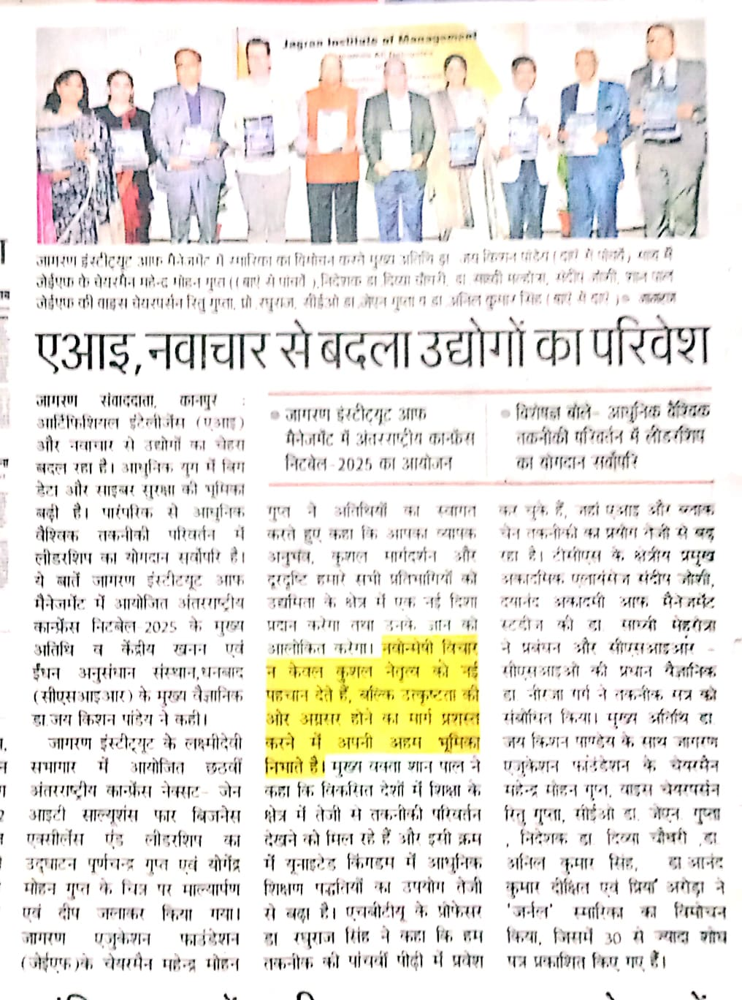 Jagran Institute of Management
जागरण इंस्टीट्यूट आफ मैनेजमेंट में स्मारिका का विमोचन करते मुख्य अतिथि डा. जय किशन पांडेय (दाएं से पांचवें) साथ में
जेईएफ के चेयरमैन महेन्द्र मोहन गुप्त ((बाएं से पांचवें ),निदेशक डा.दिव्या चौधरी, डा. साध्वी मल्होत्रा, संदीप जोशी, शान पाल
जेईएफ की वाइस चेयरपर्सन रितु गुप्ता, प्रो. रघुराज, सीईओ डा.जेएन गुप्ता व डा.अनिल कुमार सिंह (बाएं से दाएं )● जागरण
एआइ,नवाचार से बदला उद्योगों का परिवेश
जागरण संवाददाता, कानपुर :
आर्टिफिशियल इंटेलीजेंस (एआइ)
और नवाचार से उद्योगों का चेहरा
बदल रहा है। आधुनिक युग में बिग
डेटा और साइबर सुरक्षा की भूमिका
बढ़ी है। पारंपरिक से आधुनिक
वैश्विक तकनीकी परिवर्तन में
लीडरशिप का योगदान सर्वोपरि है।
ये बातें जागरण इंस्टीटयूट आफ
मैनेजमेंट में आयोजित अंतरराष्ट्रीय
कान्फ्रेंस निटबेल-2025 के मुख्य
अतिथि व केंद्रीय खनन एवं
ईंधन अनुसंधान संस्थान,धनबाद
(सीएसआइआर) के मुख्य वैज्ञानिक
डा.जय किशन पांडेय ने कही।
जागरण इंस्टीट्यूट के लक्ष्मीदेवी
सभागार में आयोजित छठवीं
अंतरराष्ट्रीय कान्फ्रेंस नेक्सट- जेन
आइटी साल्यूशंस फार बिजनेस
एक्सीलेंस एंड लीडरशिप का
उद्घाटन पूर्णचन्द्र गुप्त एवं योगेंद्र
मोहन गुप्त के चित्र पर माल्यार्पण
एवं दीप जलाकर किया गया।
जागरण एजुकेशन फाउंडेशन
(जेईएफ)के चेयरमैन महेन्द्र मोहन
● जागरण इंस्टीट्यूट आफ
मैनेजमेंट में अंतरराष्ट्रीय कान्फ्रेंस
निटबेल-2025 का आयोजन
● विशेषज्ञ बोले- आधुनिक वैश्विक
तकनीकी परिवर्तन में लीडरशिप
का योगदान सर्वोपरि
गुप्त ने अतिथियों का स्वागत
करते हुए कहा कि आपका व्यापक
अनुभव, कुशल मार्गदर्शन और
दूरदृष्टि हमारे सभी प्रतिभागियों को
उद्यमिता के क्षेत्र में एक नई दिशा
प्रदान करेगा तथा उनके ज्ञान को
आलोकित करेगा। नवोन्मेषी विचार
न केवल कुशल नेतृत्व को नई
पहचान देते हैं, बल्कि उत्कृष्टता की
ओर अग्रसर होने का मार्ग प्रशस्त
करने में अपनी अहम भूमिका
निभाते है। मुख्य वक्ता शान पाल ने
कहा कि विकसित देशों में शिक्षा के
क्षेत्र में तेजी से तकनीकी परिवर्तन
देखने को मिल रहे हैं और इसी क्रम
में यूनाइटेड किंगडम में आधुनिक
शिक्षण पद्धतियों का उपयोग तेजी
से बढ़ा है। एचबीटीयू के प्रोफेसर
डा रघुराज सिंह ने कहा कि हम
तकनीक की पांचवीं पीढ़ी में प्रवेश
कर चुके हैं, जहां एआइ और ब्लाक
चेन तकनीकी का प्रयोग तेजी से बढ़
रहा है। टीसीएस के क्षेत्रीय प्रमुख
अकादमिक एलायंसेज संदीप जोशी,
दयानंद अकादमी आफ मैनेजमेंट
स्टडीज की डा. साध्वी मेहरोत्रा
ने प्रबंधन और सीएसआइआर -
सीएसआइओ की प्रधान वैज्ञानिक
डा. नीरजा गर्ग ने तकनीक सत्र को
संबोधित किया। मुख्य अतिथि डा.
जय किशन पाण्डेय के साथ जागरण
एजुकेशन फांउंडेशन के चेयरमैन
महेन्द्र मोहन गुप्त, वाइस चेयरपर्सन
रितु गुप्ता, सीईओ डा. जेएन. गुप्ता
, निदेशक डा. दिव्या चौधरी ,डा.
अनिल कुमार सिंह, डा.आनंद
कुमार दीक्षित एवं प्रिया अरोड़ा ने
'जर्नल' स्मारिका का विमोचन
किया, जिसमें 30 से ज्यादा शोध
पत्र प्रकाशित किए गए हैं।